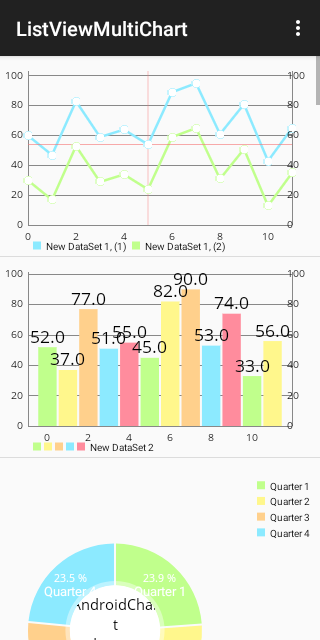 ListViewMultiChart
100 100
80 80
60 60
40 40
20 20
0 0
0 2 4 6 8 10
New DataSet 1, (1) New DataSet 1, (2)
100 100
80 80
60 60
40 40
20 20
0 0
52.0 37.0 77.0 51.0 55.0 45.0 82.0 90.0 53.0 74.0 33.0 56.0
0 2 4 6 8 10
New DataSet 2
Quarter 1
Quarter 2
Quarter 3
Quarter 4
23.5 % 23.9 %
Quarter 1
t